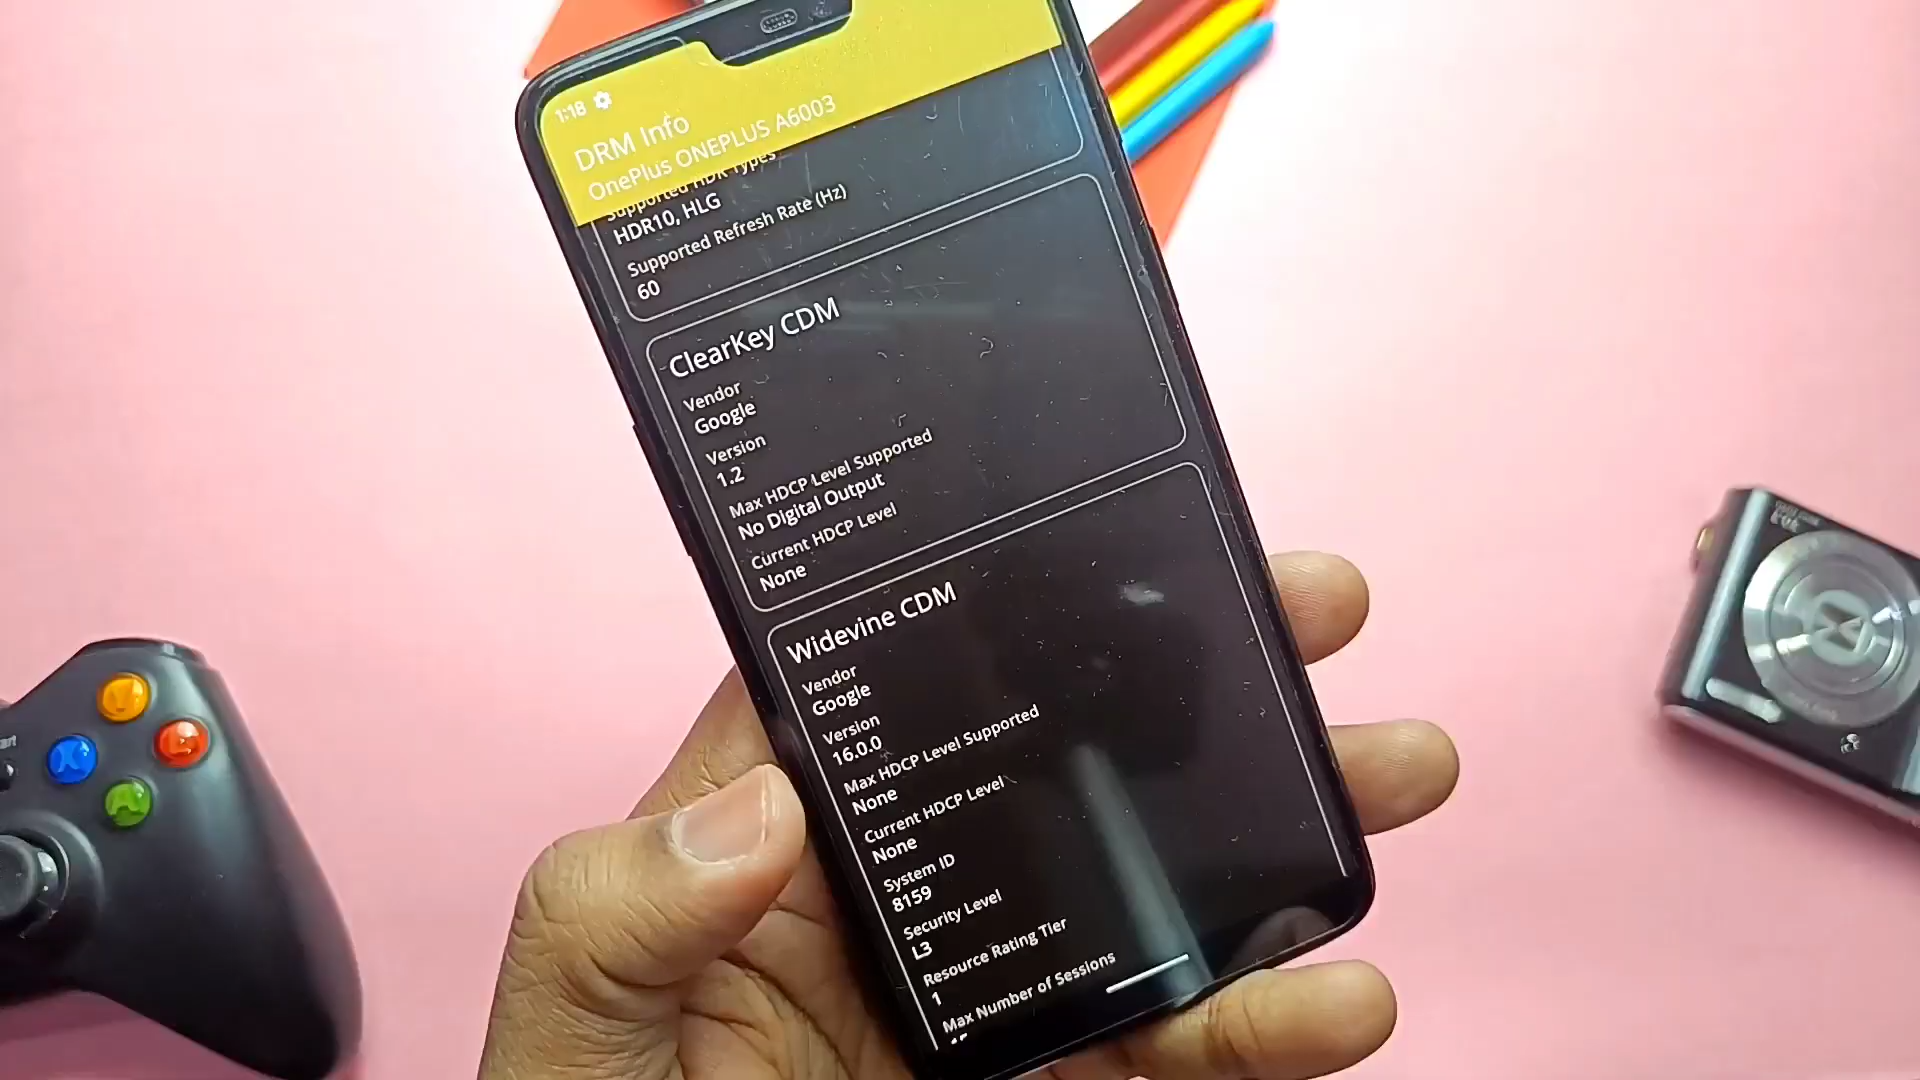 1:18
DRM Info
OnePlus ONEPLUS A6003
Supported HDR Types
HDR10, HLG
Supported Refresh Rate (Hz)
60
ClearKey CDM
Vendor
Google
Version
1.2
Max HDCP Level Supported
No Digital Output
Current HDCP Level
None
Widevine CDM
Vendor
Google
Version
16.0.0
Max HDCP Level Supported
None
Current HDCP Level
None
System ID
8159
Security Level
L3
Resource Rating Tier
1
Max Number of Sessions
Y
B
X
A